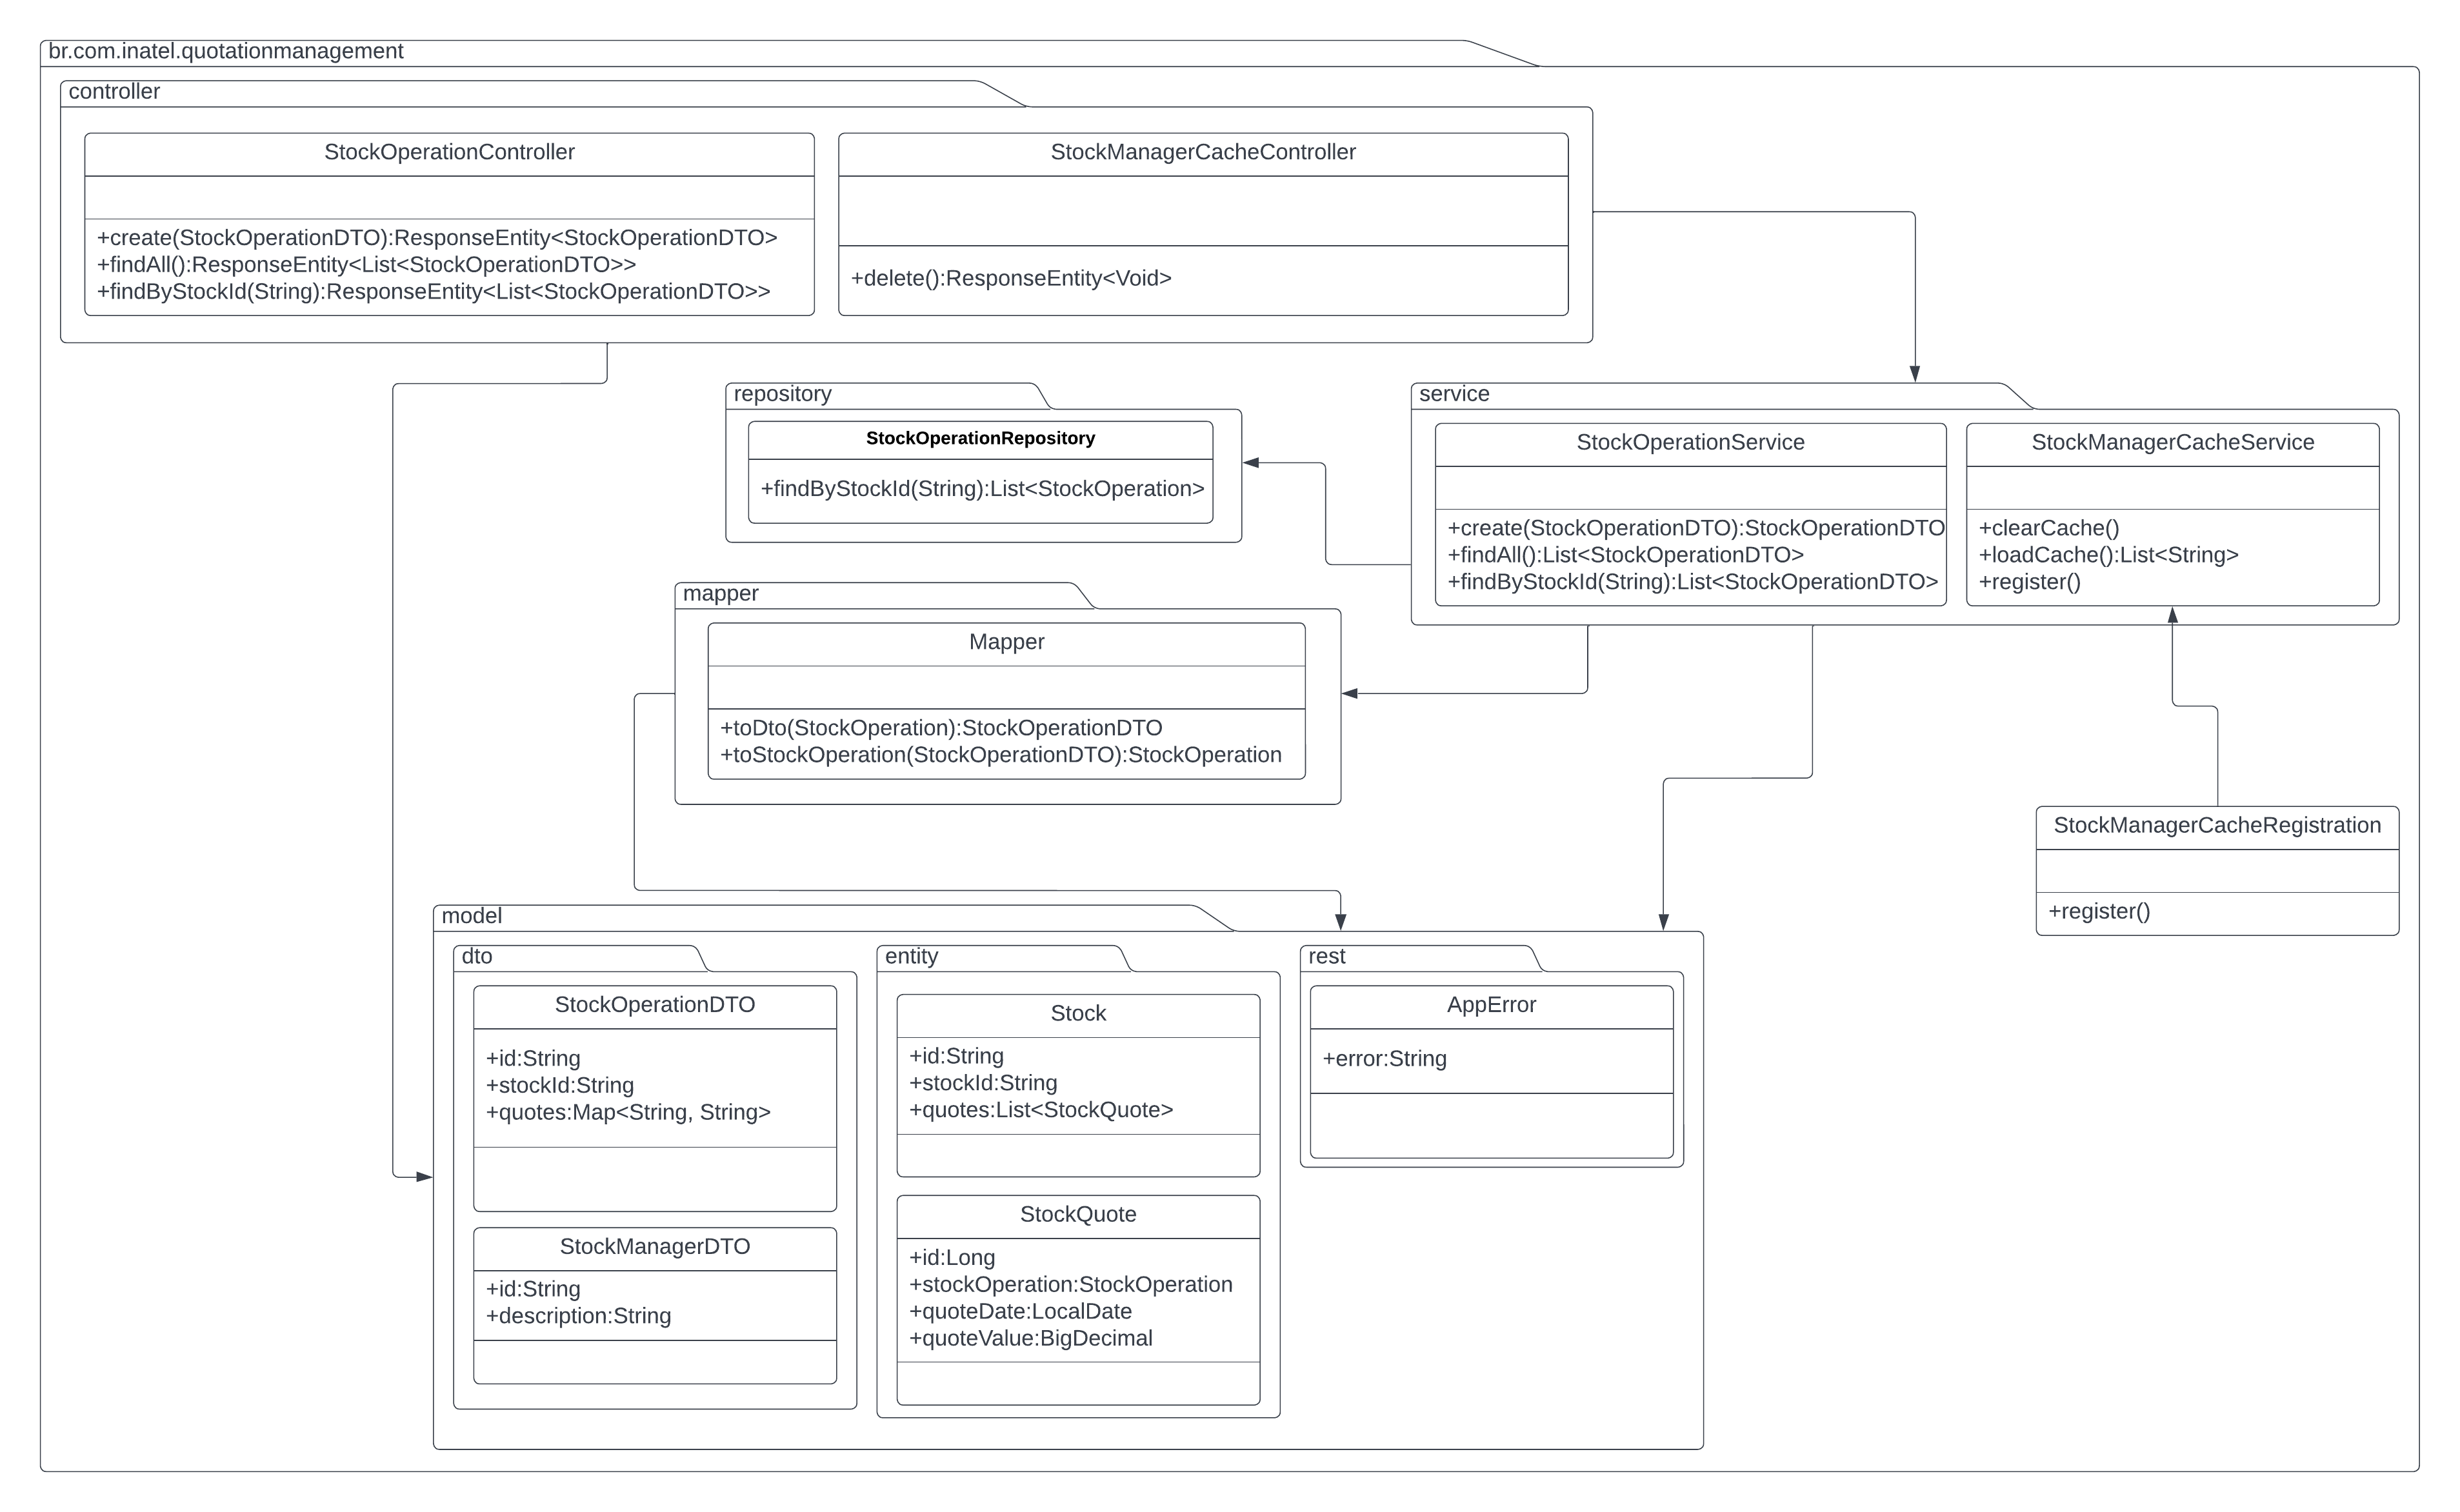 br.com.inatel.quotationmanagement
controller
StockOperationController
+create(StockOperationDTO):ResponseEntity<StockOperationDTO>
+findAll():ResponseEntity<List<StockOperationDTO>>
+findByStockId(String):ResponseEntity<List<StockOperationDTO>>
StockManagerCacheController
+delete():ResponseEntity<Void>
repository
StockOperationRepository
+findByStockId(String):List<StockOperation>
service
StockOperationService
+create(StockOperationDTO):StockOperationDTO
+findAll():List<StockOperationDTO>
+findByStockId(String):List<StockOperationDTO>
StockManagerCacheService
+clearCache()
+loadCache():List<String>
+register()
mapper
Mapper
+toDto(StockOperation):StockOperationDTO
+toStockOperation(StockOperationDTO):StockOperation
StockManagerCacheRegistration
+register()
model
dto
StockOperationDTO
+id:String
+stockId:String
+quotes:Map<String, String>
StockManagerDTO
+id:String
+description:String
entity
Stock
+id:String
+stockId:String
+quotes:List<StockQuote>
StockQuote
+id:Long
+stockOperation:StockOperation
+quoteDate:LocalDate
+quoteValue:BigDecimal
rest
AppError
+error:String